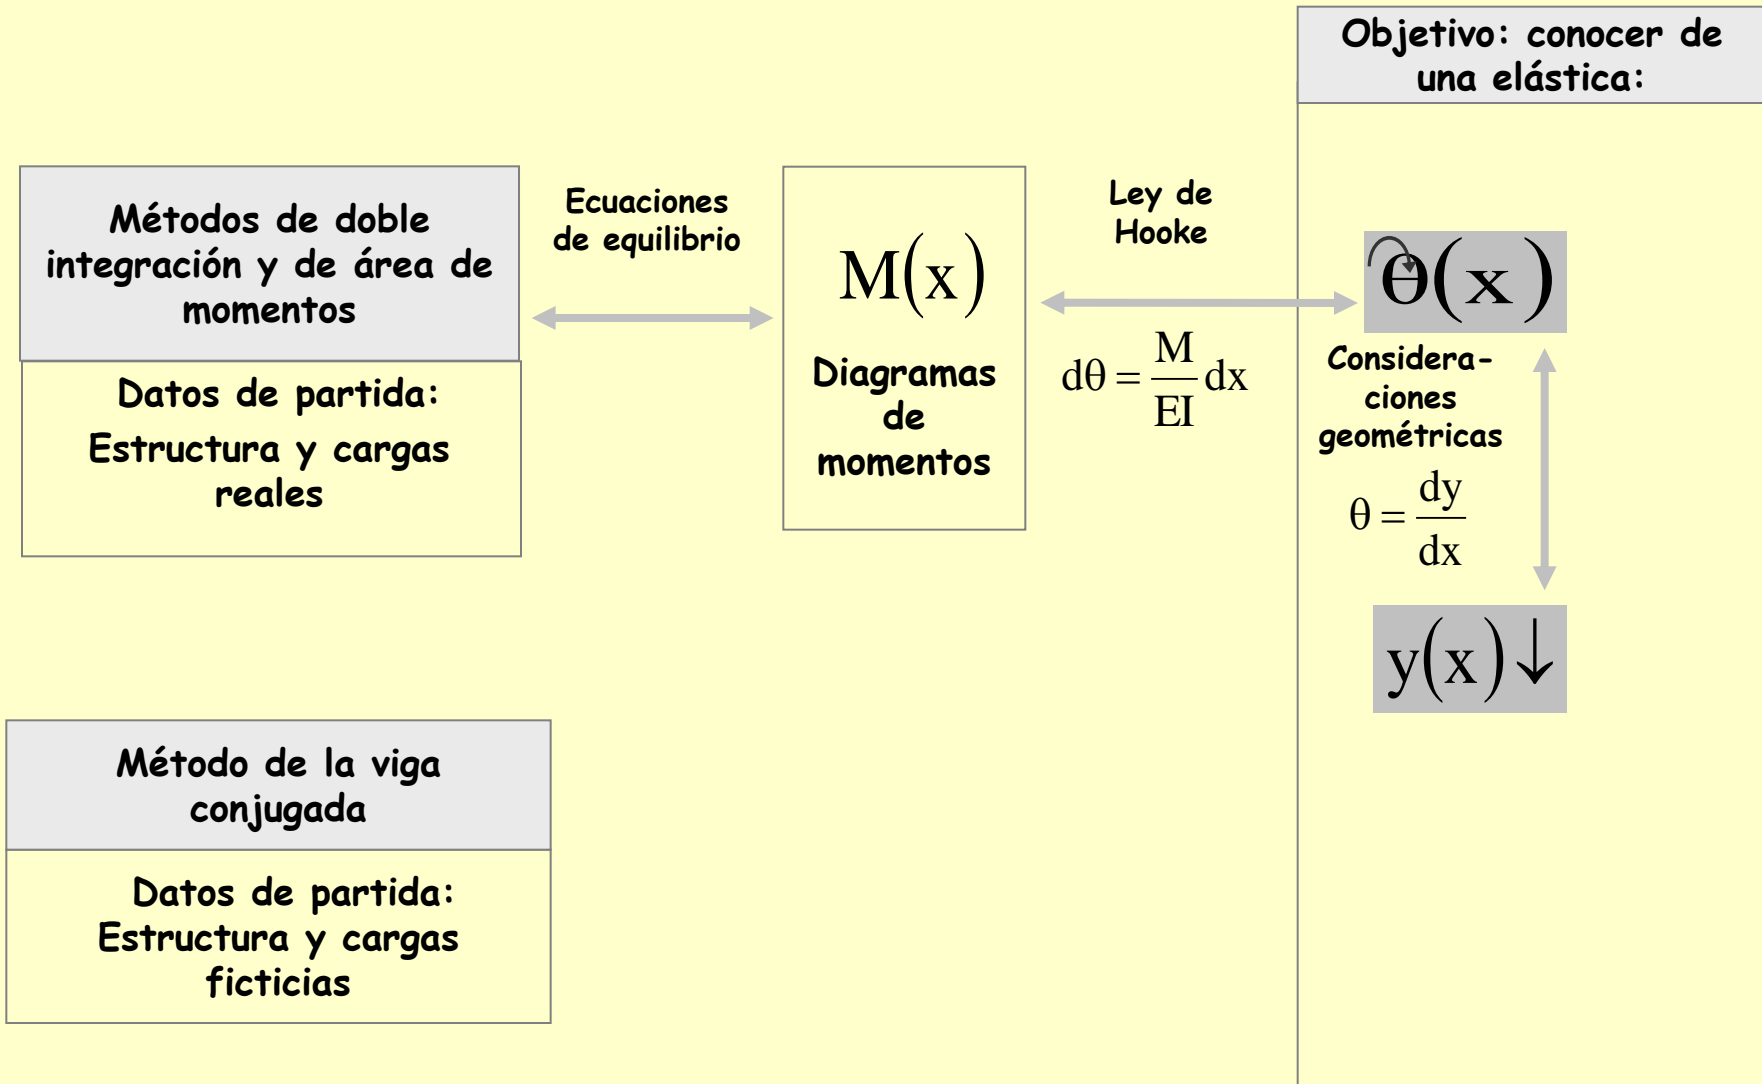 Objetivo: conocer de
una elástica:
Métodos de doble
integración y de área de
momentos
Datos de partida:
Estructura y cargas
reales
Ecuaciones
de equilibrio
M(x)
Diagramas
de
momentos
Ley de
Hooke
dθ = M/EI dx
θ(x)
Considera-
ciones
geométricas
θ = dy/dx
y(x)↓
Método de la viga
conjugada
Datos de partida:
Estructura y cargas
ficticias